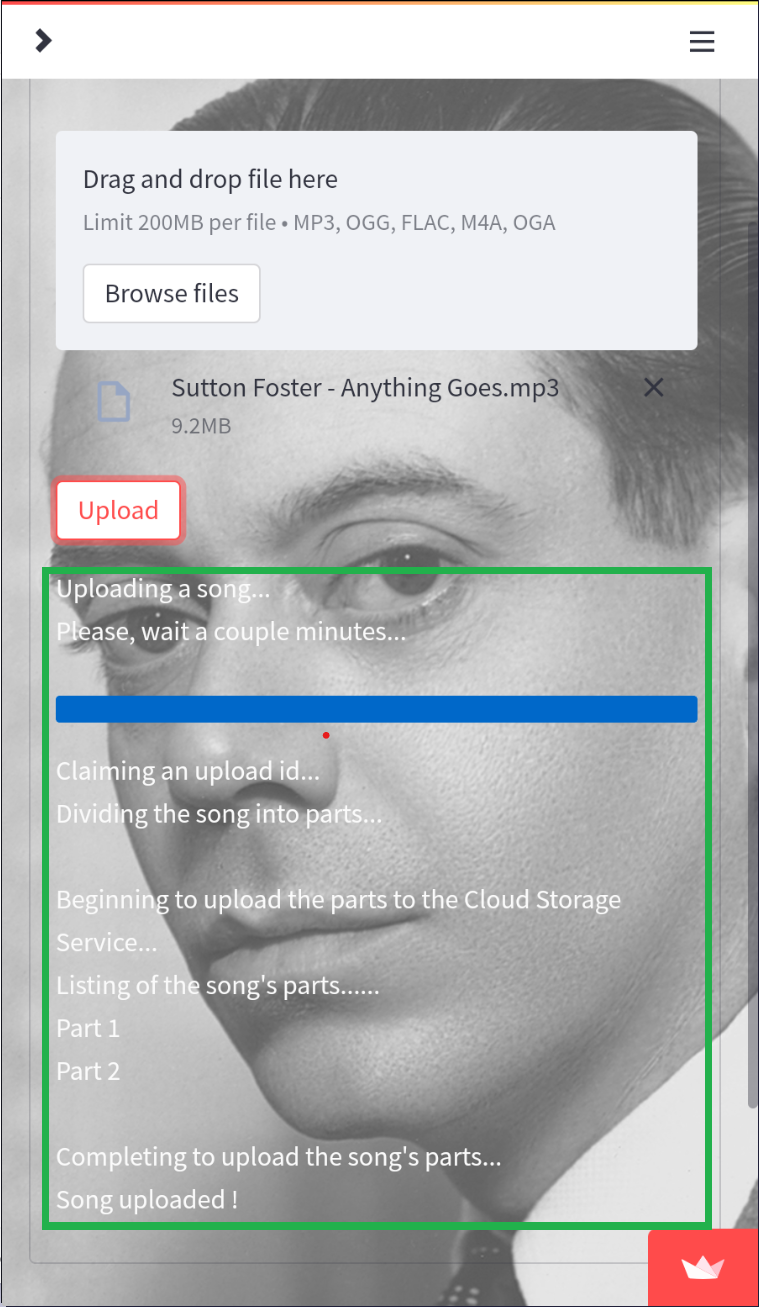 Drag and drop file here
Limit 200MB per file • MP3, OGG, FLAC, M4A, OGA
Browse files
Sutton Foster - Anything Goes.mp3
9.2MB
Upload
Uploading a song...
Please, wait a couple minutes...
Claiming an upload id...
Dividing the song into parts...
Beginning to upload the parts to the Cloud Storage
Service...
Listing of the song's parts......
Part 1
Part 2
Completing to upload the song's parts...
Song uploaded !